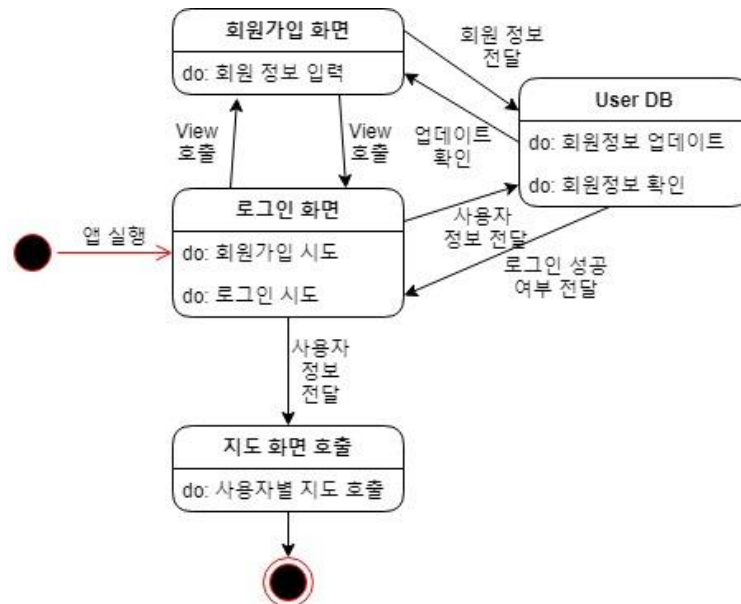 회원가입 화면
do: 회원 정보 입력
회원 정보
전달
User DB
do: 회원정보 업데이트
do: 회원정보 확인
View
호출
View
호출
업데이트
확인
로그인 화면
do: 회원가입 시도
do: 로그인 시도
앱 실행
사용자
정보 전달
로그인 성공
여부 전달
사용자
정보
전달
지도 화면 호출
do: 사용자별 지도 호출